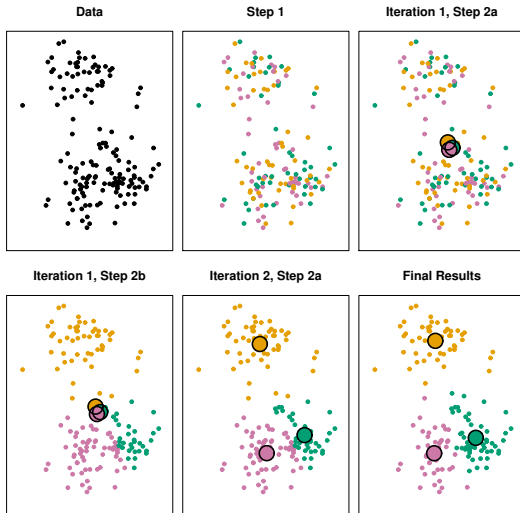 Data
Step 1
Iteration 1, Step 2a
Iteration 1, Step 2b
Iteration 2, Step 2a
Final Results